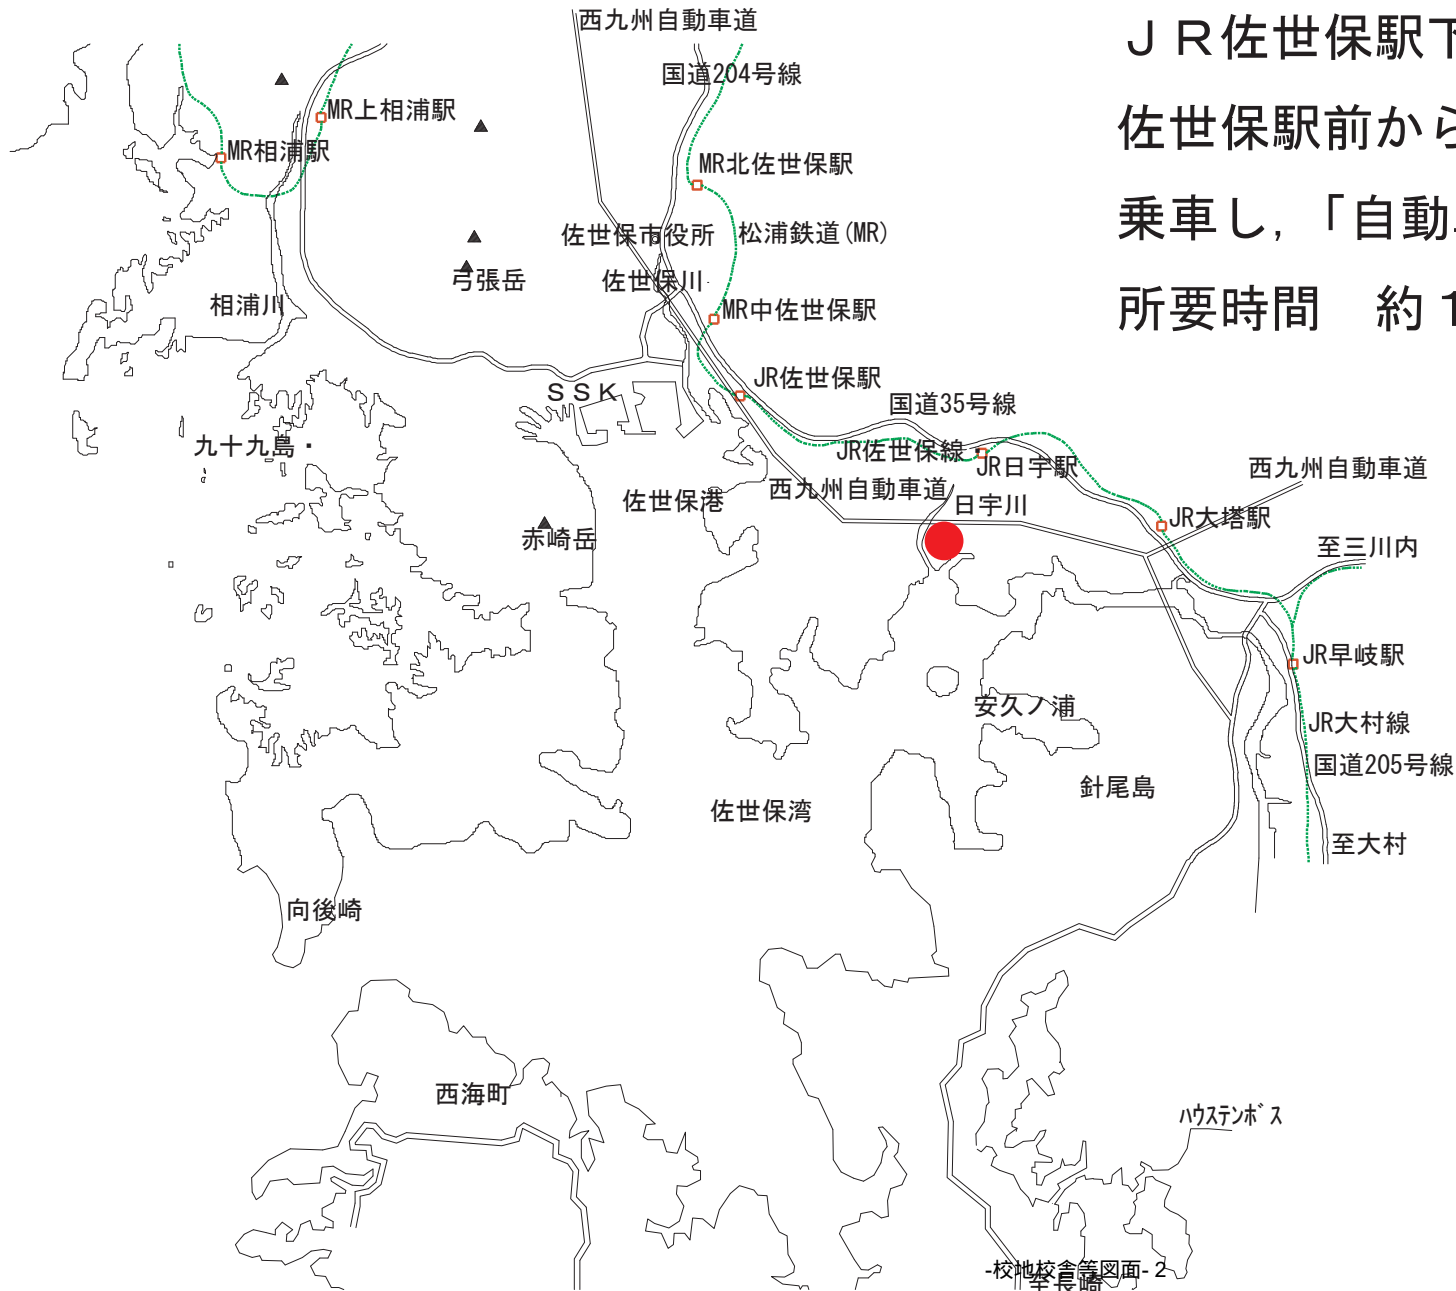 西九州自動車道
ＪＲ佐世保駅下
国道204号線
MR上相浦駅
佐世保駅前から
MR相浦駅
MR北佐世保駅
乗車し,「自動
佐世保市役所
松浦鉄道(MR)
弓張岳
佐世保川
相浦川
MR中佐世保駅
所要時間　約１
JR佐世保駅
ＳＳＫ
国道35号線
九十九島・
JR佐世保線
JR日宇駅
西九州自動車道
西九州自動車道
佐世保港
日宇川
赤崎岳
JR大塔駅
至三川内
JR早岐駅
安久ノ浦
JR大村線
国道205号線
針尾島
佐世保湾
至大村
向後崎
西海町
ﾊｳｽﾃﾝﾎﾞｽ
-校地校舎等図面-２
至長崎